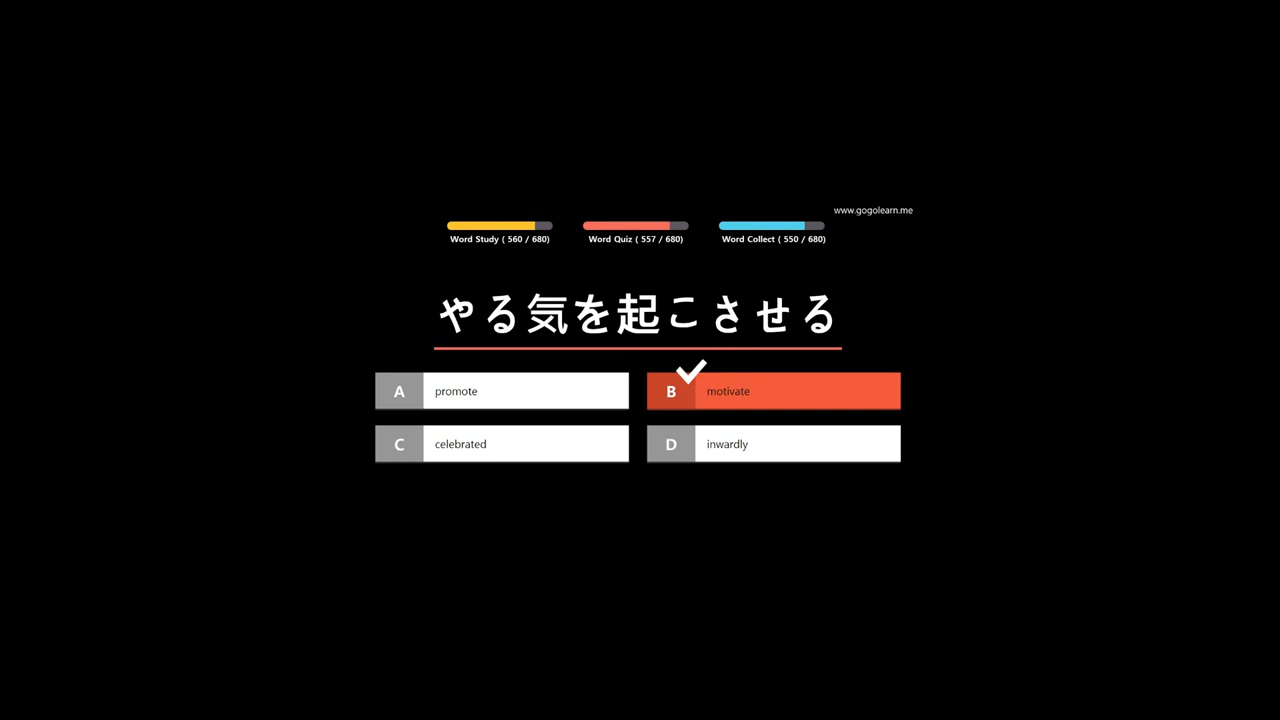 www.gogolearn.me
Word Study ( 560 / 680)
Word Quiz ( 557 / 680)
Word Collect ( 550 / 680)
やる気を起こさせる
A promote
B motivate
C celebrated
D inwardly